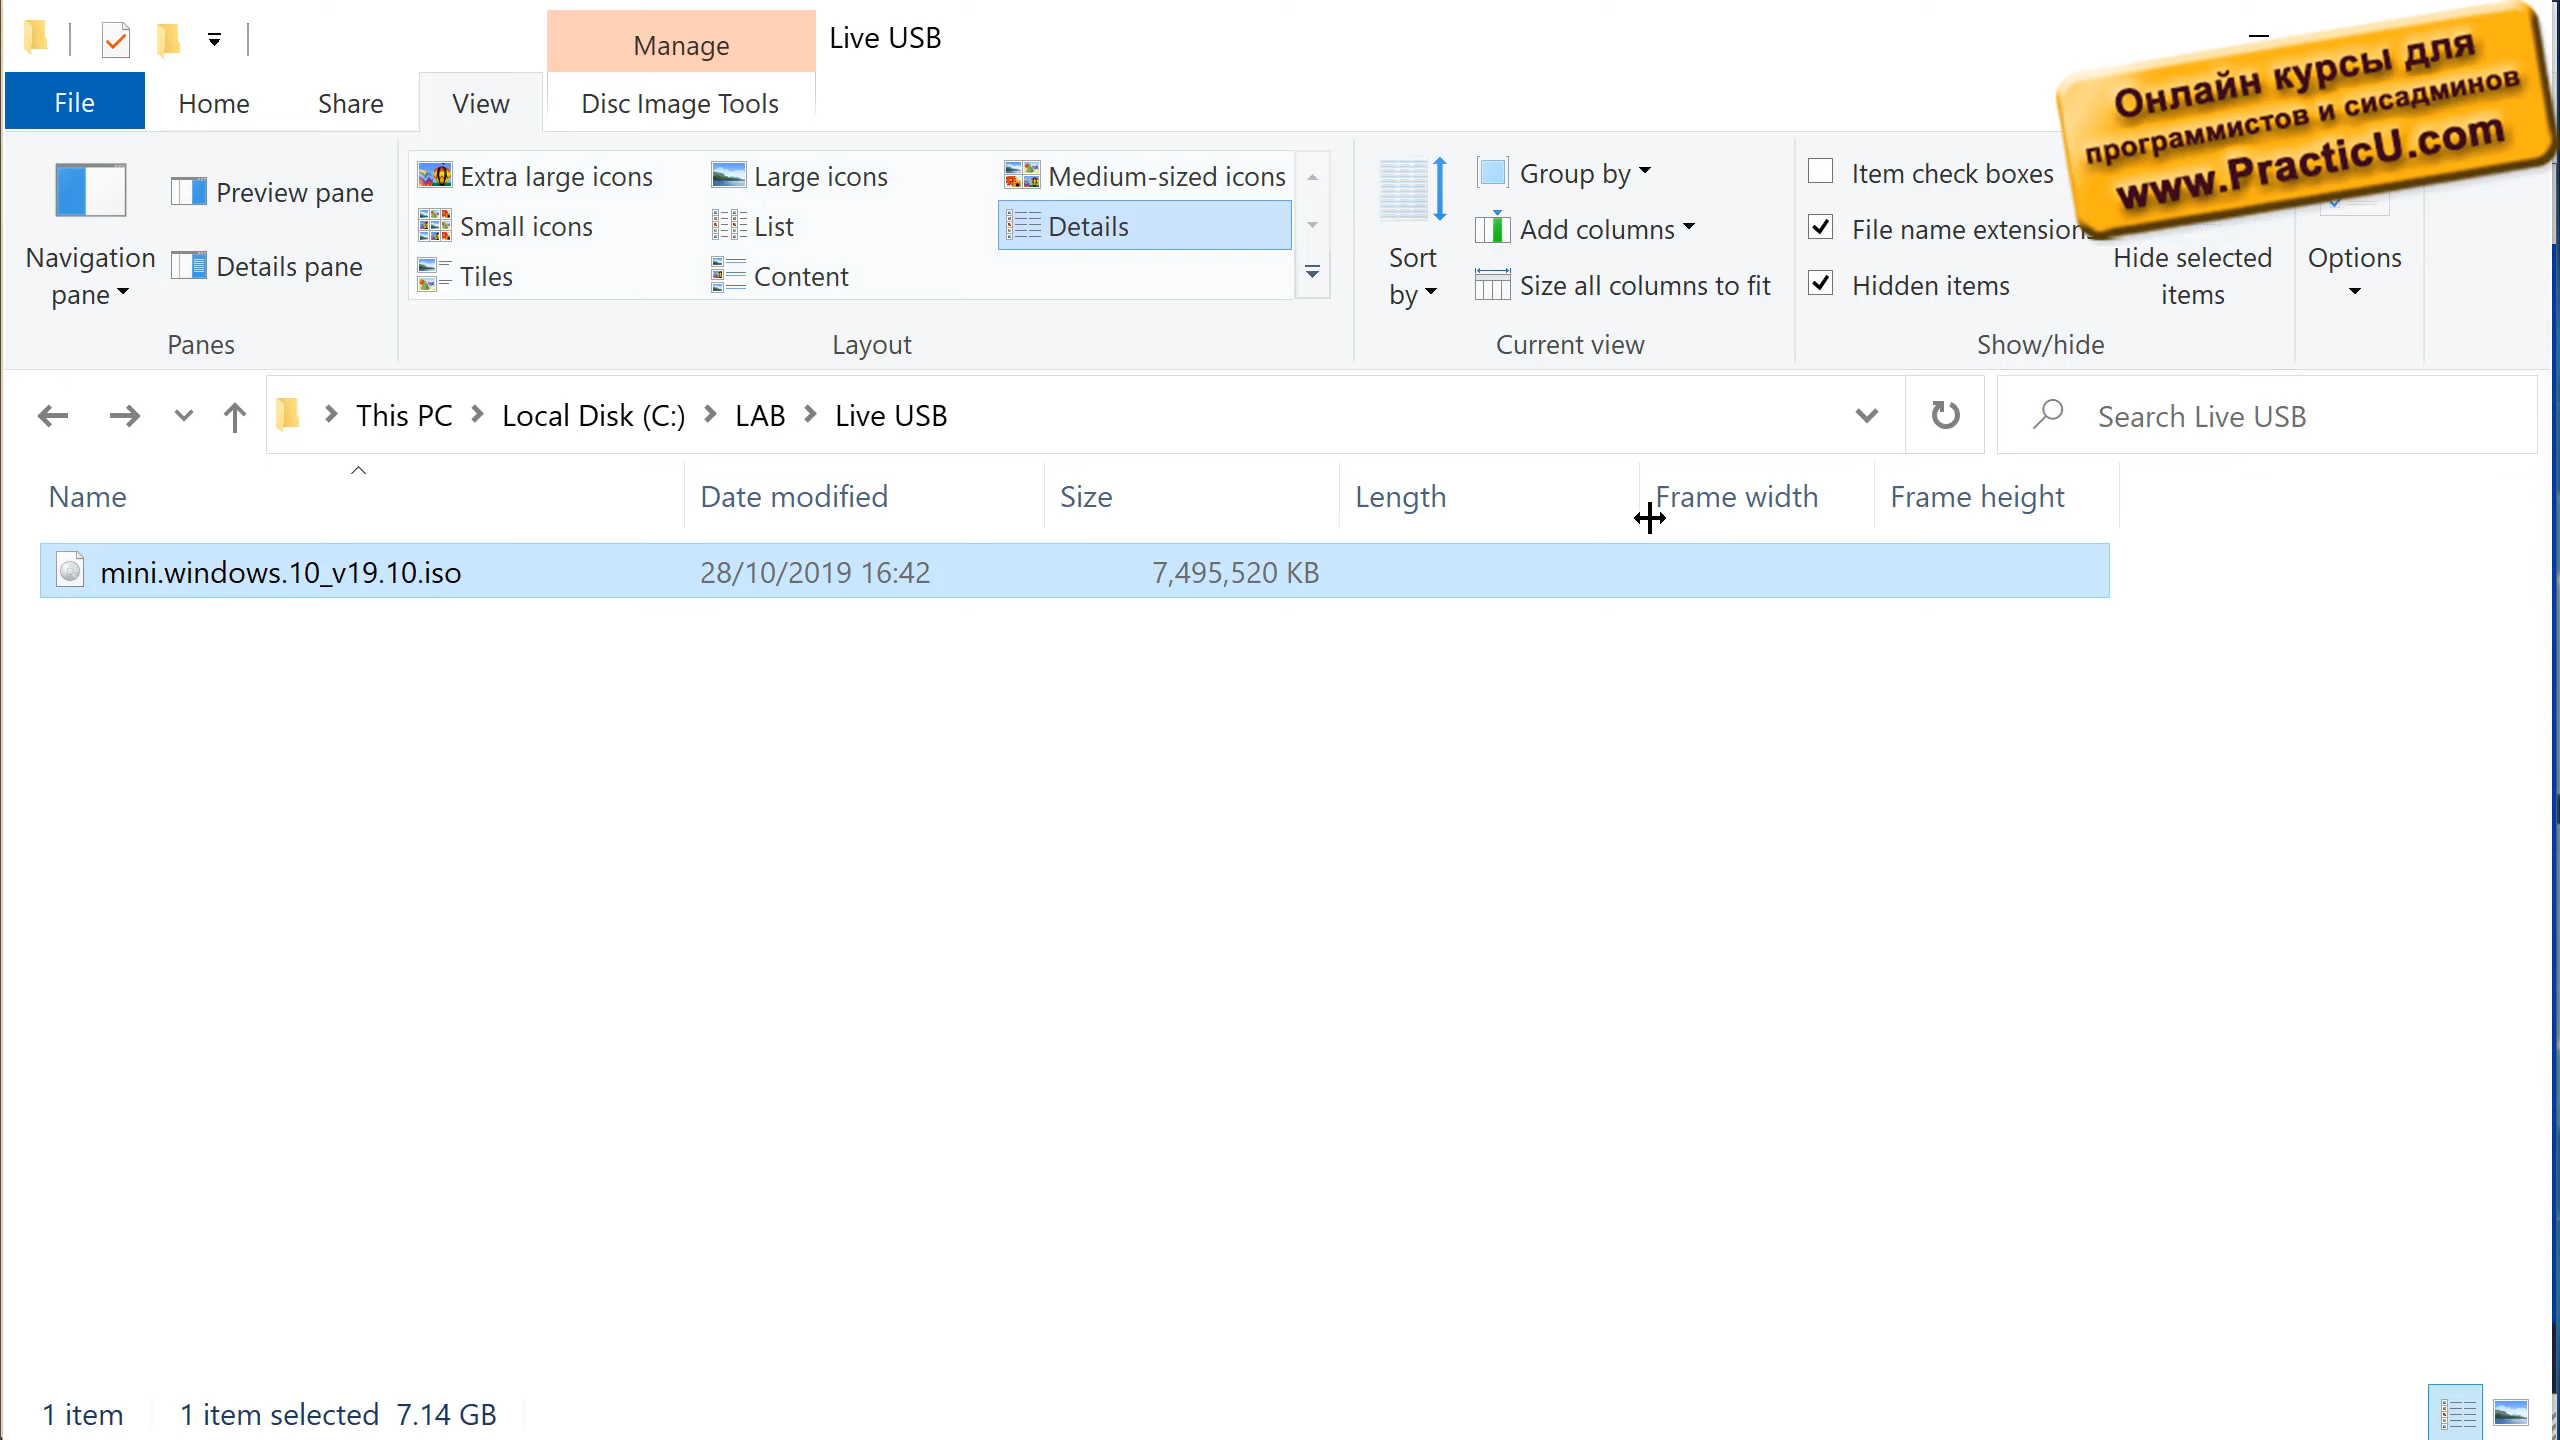 Manage
Live USB
File
Home
Share
View
Disc Image Tools
Онлайн курсы для
программистов и сисадминов
www.PracticU.com
Navigation
pane
Preview pane
Details pane
Panes
Extra large icons
Large icons
Medium-sized icons
Small icons
List
Details
Tiles
Content
Layout
Sort
by
Group by
Add columns
Size all columns to fit
Current view
Item check boxes
File name extension
Hidden items
Hide selected
items
Show/hide
Options
This PC
Local Disk (C:)
LAB
Live USB
Search Live USB
Name
Date modified
Size
Length
Frame width
Frame height
mini.windows.10_v19.10.iso
28/10/2019 16:42
7,495,520 KB
1 item
1 item selected 7.14 GB